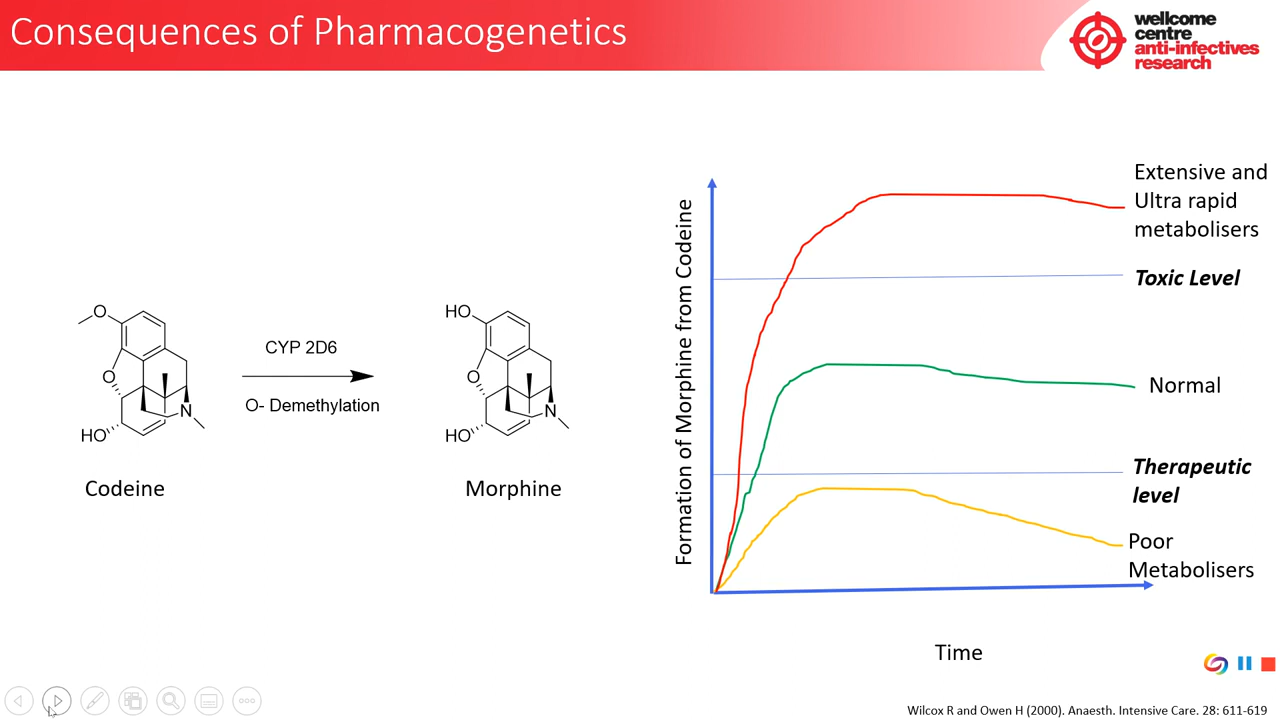 Consequences of Pharmacogenetics
wellcome
centre
anti-infectives
research
O
HO
N
HO
Codeine
CYP 2D6
O- Demethylation
HO
O
HO
N
Morphine
Formation of Morphine from Codeine
Extensive and
Ultra rapid
metabolisers
Toxic Level
Normal
Therapeutic
level
Poor
Metabolisers
Time
Wilcox R and Owen H (2000). Anaesth. Intensive Care. 28: 611-619